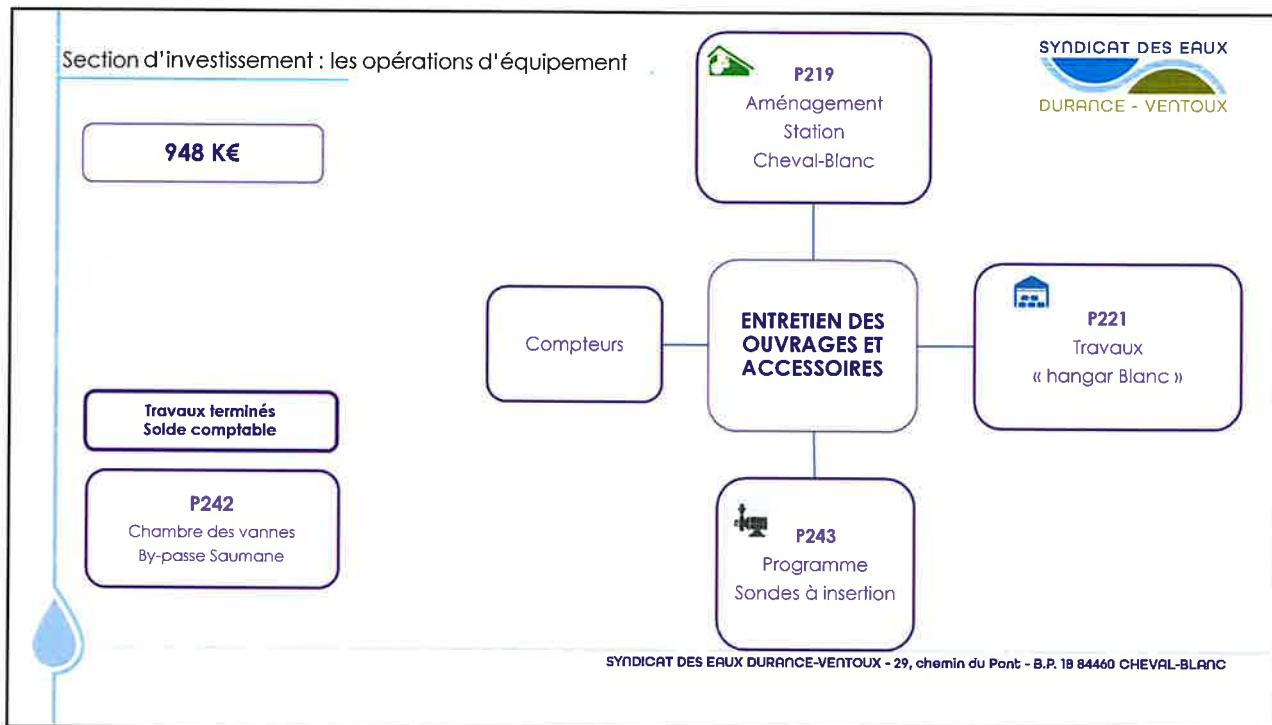 Section d'investissement : les opérations d'équipement
SYNDICAT DES EAUX
DURANCE - VENTOUX
948 K€
P219
Aménagement
Station
Cheval-Blanc
Compteurs
ENTRETIEN DES
OUVRAGES ET
ACCESSOIRES
P221
Travaux
« hangar Blanc »
Travaux terminés
Solde comptable
P242
Chambre des vannes
By-passe Saumane
P243
Programme
Sondes à insertion
SYNDICAT DES EAUX DURANCE-VENTOUX - 29, chemin du Pont - B.P. 18 84460 CHEVAL-BLANC